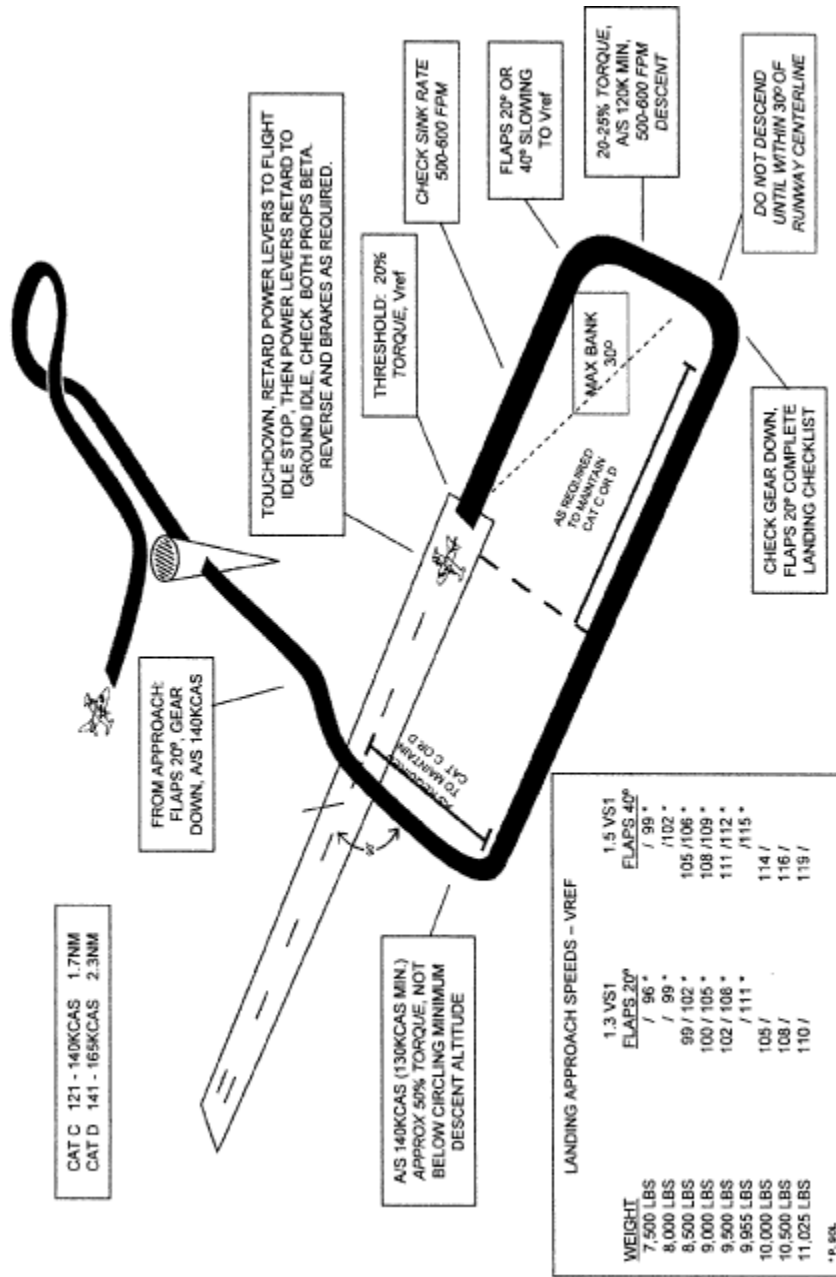 CAT C 121 - 140KCAS 1.7NM
CAT D 141 - 165KCAS 2.3NM
FROM APPROACH:
FLAPS 20º, GEAR
DOWN, A/S 140KCAS
TOUCHDOWN, RETARD POWER LEVERS TO FLIGHT
IDLE STOP, THEN POWER LEVERS RETARD TO
GROUND IDLE, CHECK BOTH PROPS BETA.
REVERSE AND BRAKES AS REQUIRED.
THRESHOLD: 20%
TORQUE, Vref
CHECK SINK RATE
500-600 FPM
FLAPS 20º OR
40º SLOWING
TO Vref
20-25% TORQUE,
A/S 120K MIN,
500-600 FPM
DESCENT
DO NOT DESCEND
UNTIL WITHIN 30º OF
RUNWAY CENTERLINE
MAX BANK
30º
AS REQUIRED
TO MAINTAIN
CAT C OR D
AS REQUIRED
TO MAINTAIN
CAT C OR D
CHECK GEAR DOWN,
FLAPS 20º COMPLETE
LANDING CHECKLIST
A/S 140KCAS (130KCAS MIN.)
APPROX 50% TORQUE, NOT
BELOW CIRCLING MINIMUM
DESCENT ALTITUDE
LANDING APPROACH SPEEDS – VREF
1.3 VS1 1.5 VS1
WEIGHT FLAPS 20º FLAPS 40º
7,500 LBS / 96 * / 99 *
8,000 LBS / 99 * /102 *
8,500 LBS 99 / 102 * 105 /106 *
9,000 LBS 100 / 105 * 108 /109 *
9,500 LBS 102 / 108 * 111 /112 *
9,955 LBS / 111 * /115 *
10,000 LBS 105 / 114 /
10,500 LBS 108 / 116 /
11,025 LBS 110 / 119 /